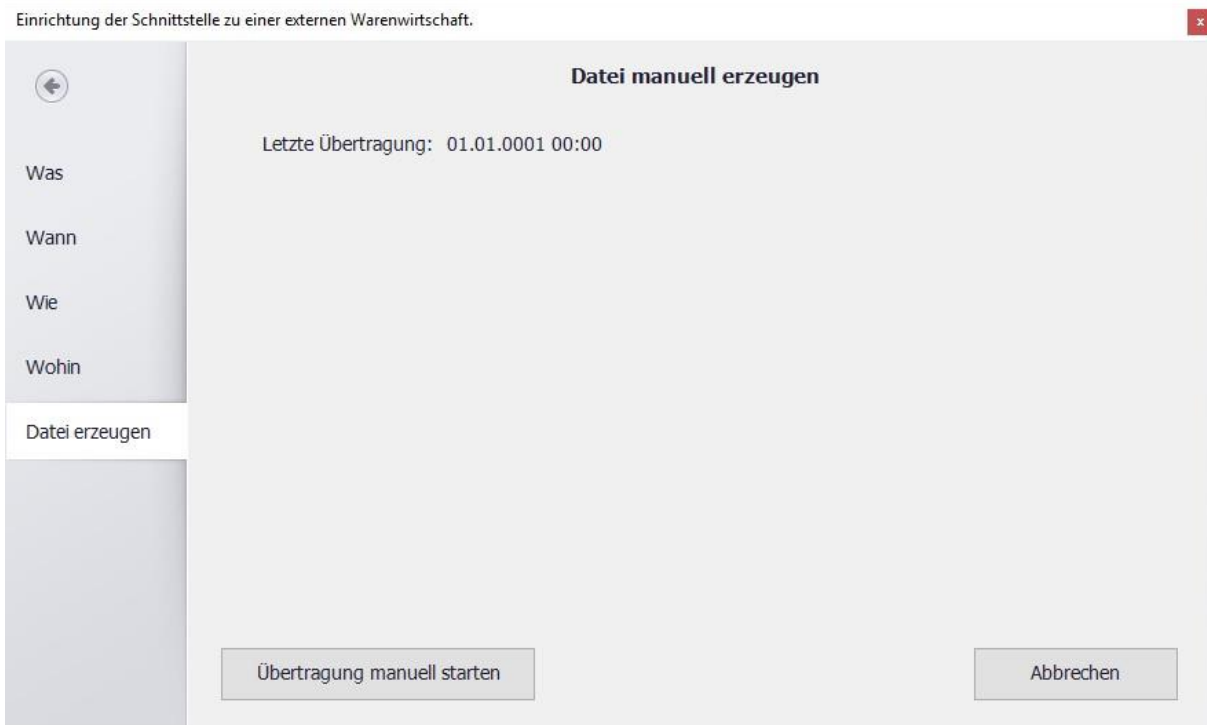 Einrichtung der Schnittstelle zu einer externen Warenwirtschaft.
x
Datei manuell erzeugen
Letzte Übertragung: 01.01.0001 00:00
Was
Wann
Wie
Wohin
Datei erzeugen
Übertragung manuell starten
Abbrechen